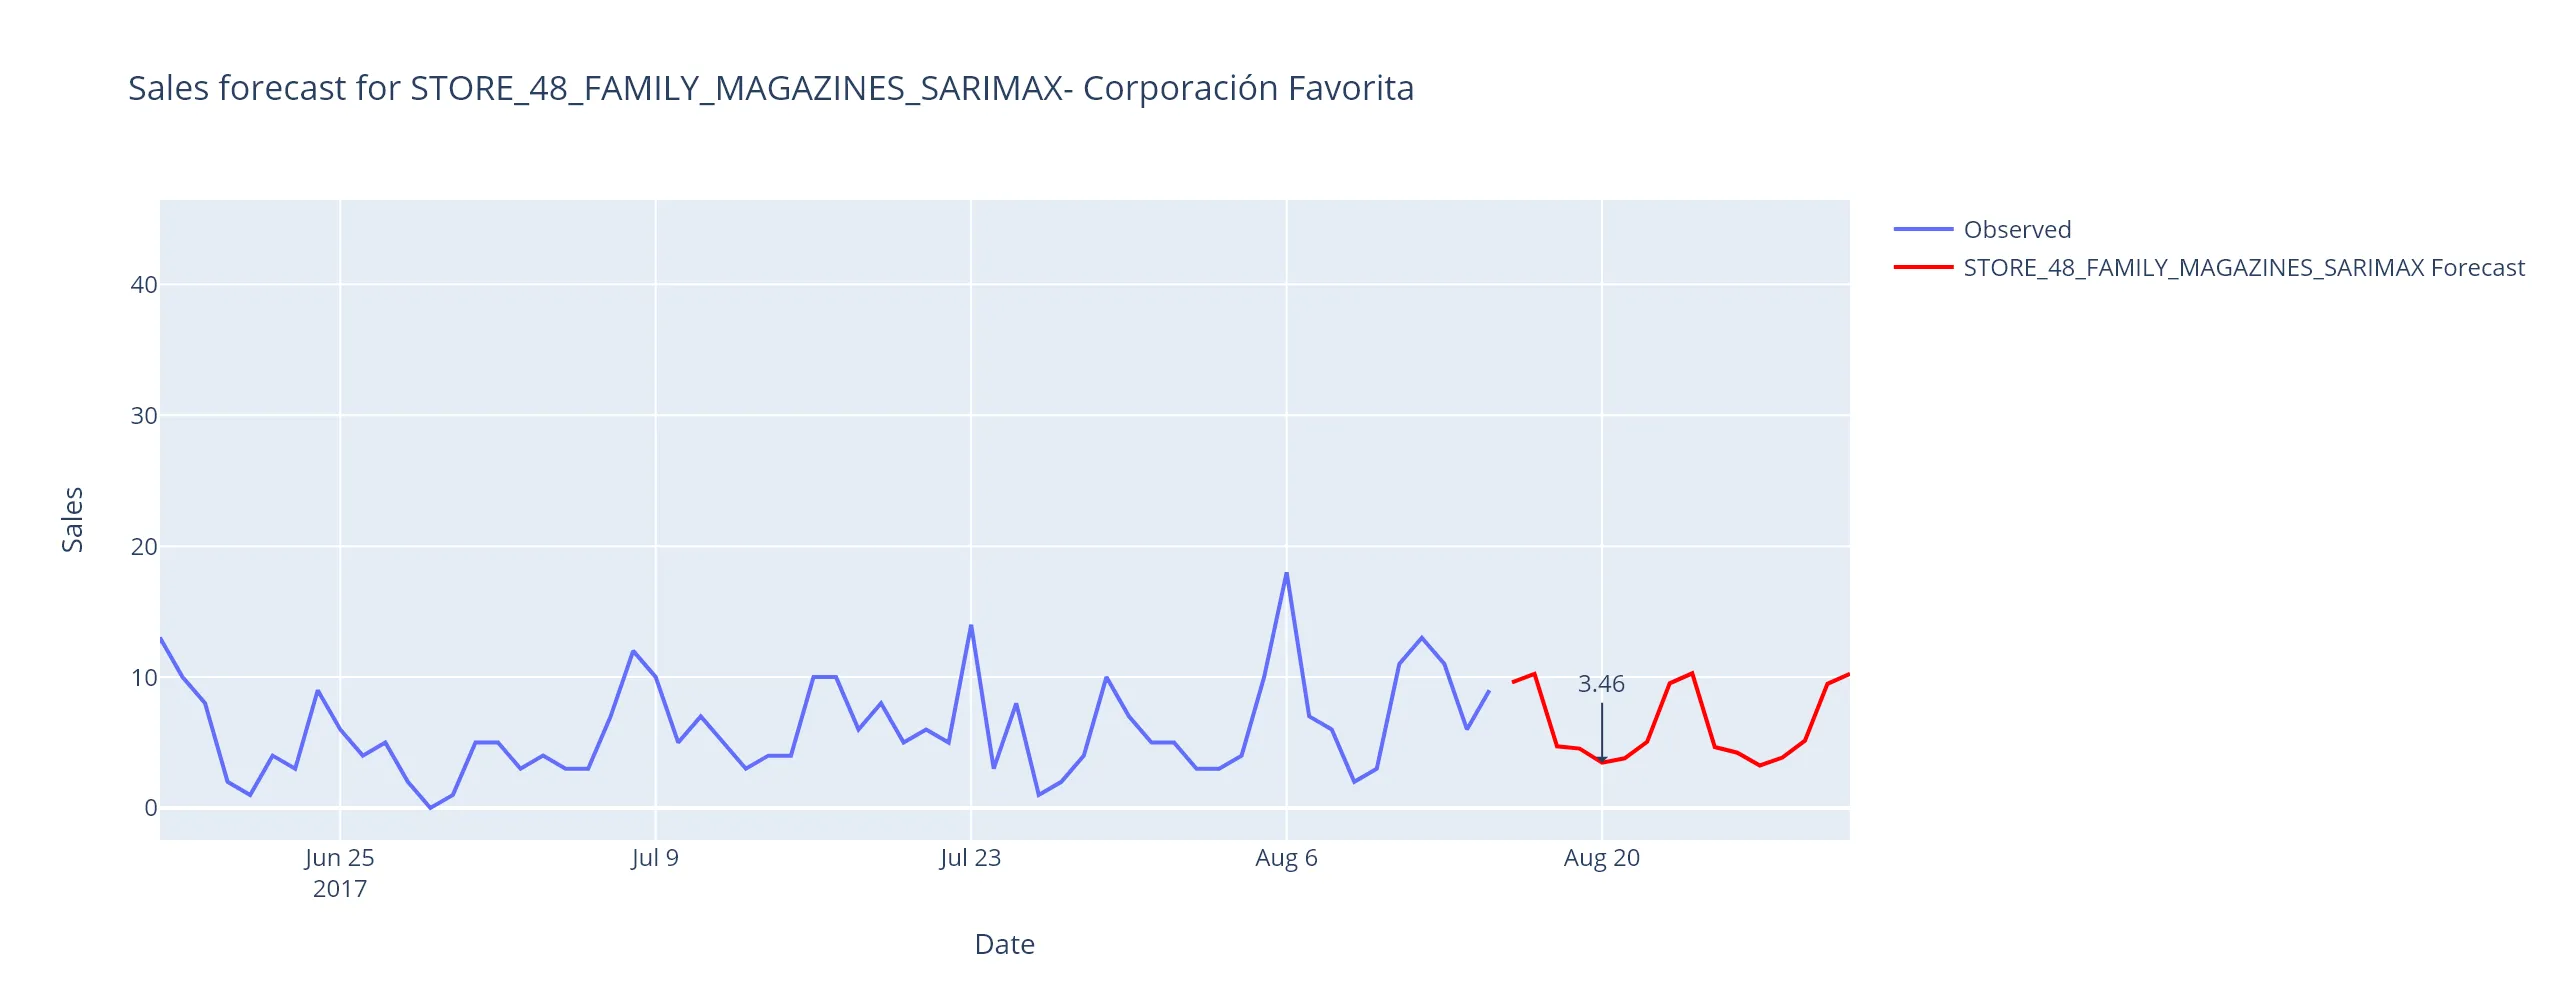 Sales forecast for STORE_48_FAMILY_MAGAZINES_SARIMAX- Corporación Favorita
Observed
STORE_48_FAMILY_MAGAZINES_SARIMAX Forecast
40
30
20
10
0
Sales
3.46
Jun 25
2017
Jul 9
Jul 23
Aug 6
Aug 20
Date